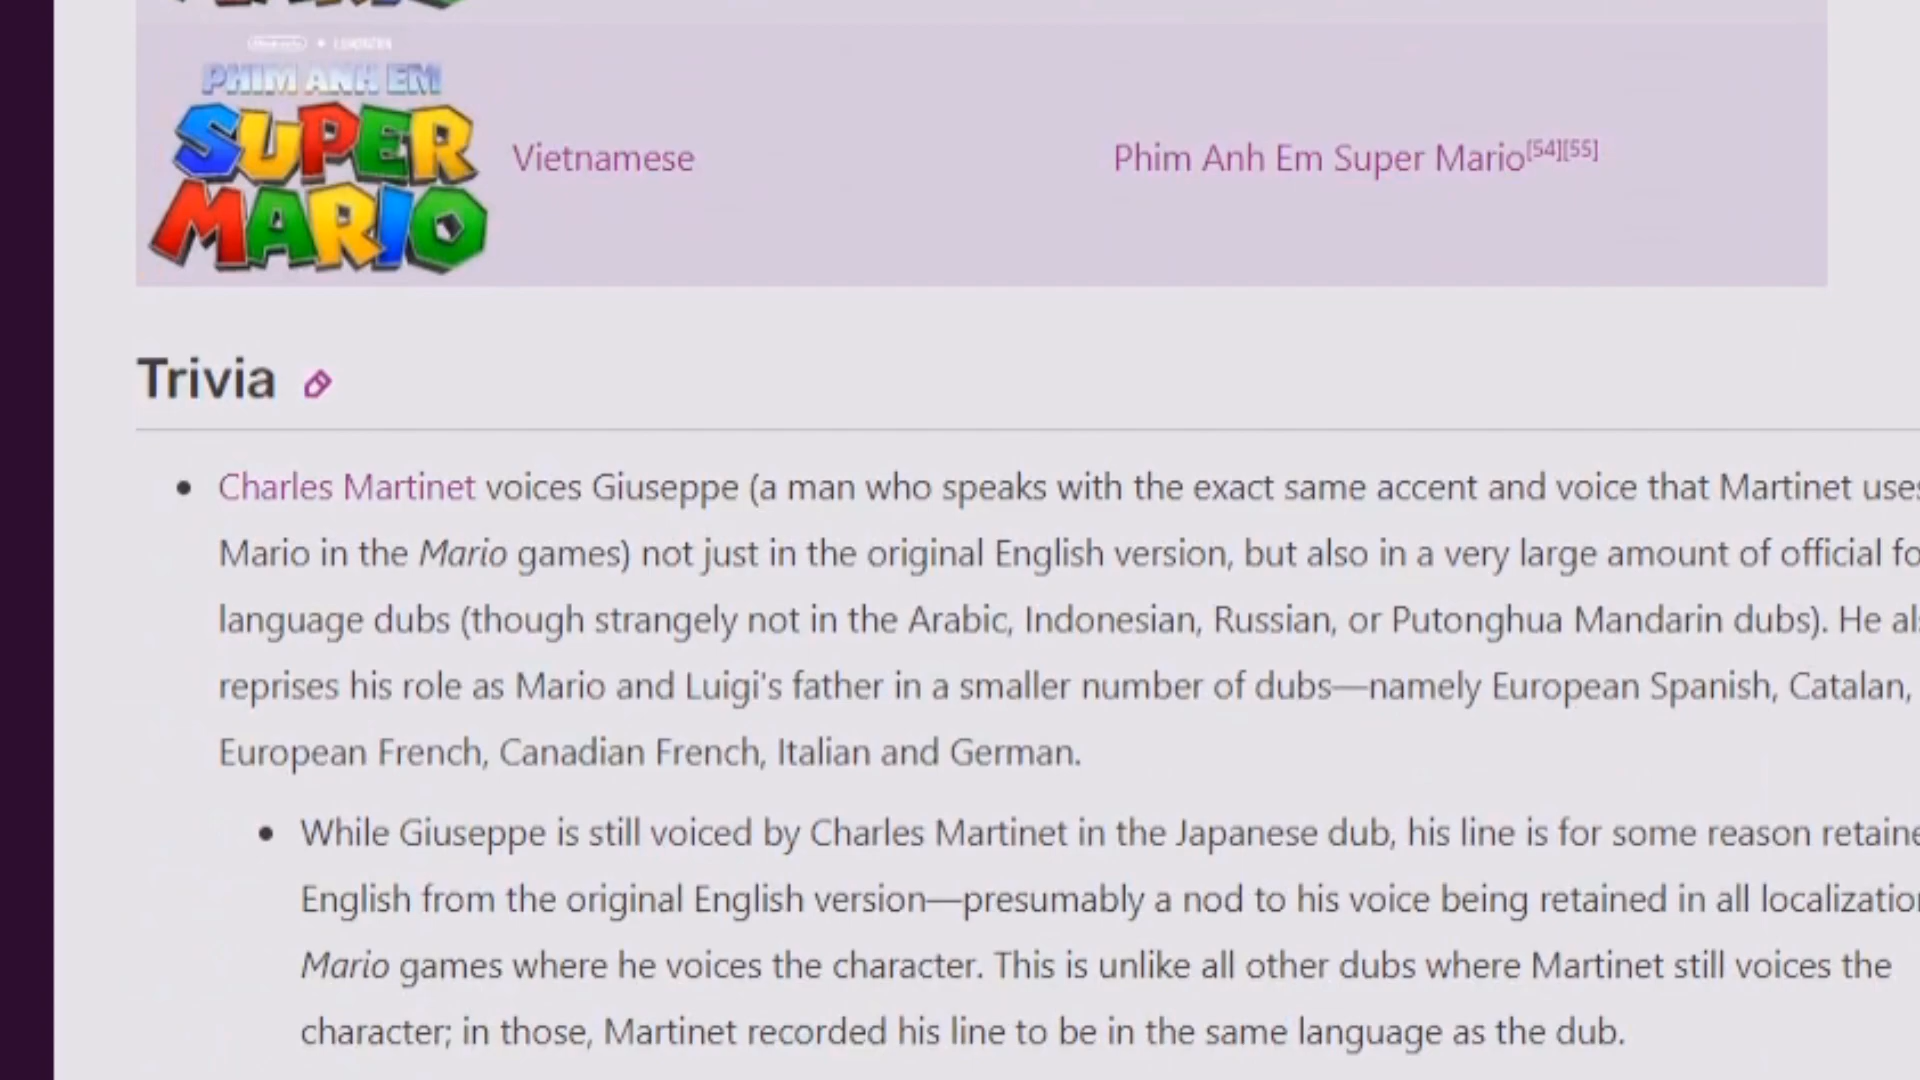 Nintendo
PHIM ANH EM
SUPER
MARIO
Vietnamese
Phim Anh Em Super Mario[54][55]
Trivia
Charles Martinet voices Giuseppe (a man who speaks with the exact same accent and voice that Martinet uses
Mario in the Mario games) not just in the original English version, but also in a very large amount of official fo
language dubs (though strangely not in the Arabic, Indonesian, Russian, or Putonghua Mandarin dubs). He als
reprises his role as Mario and Luigi's father in a smaller number of dubs—namely European Spanish, Catalan,
European French, Canadian French, Italian and German.
While Giuseppe is still voiced by Charles Martinet in the Japanese dub, his line is for some reason retaine
English from the original English version—presumably a nod to his voice being retained in all localization
Mario games where he voices the character. This is unlike all other dubs where Martinet still voices the
character; in those, Martinet recorded his line to be in the same language as the dub.